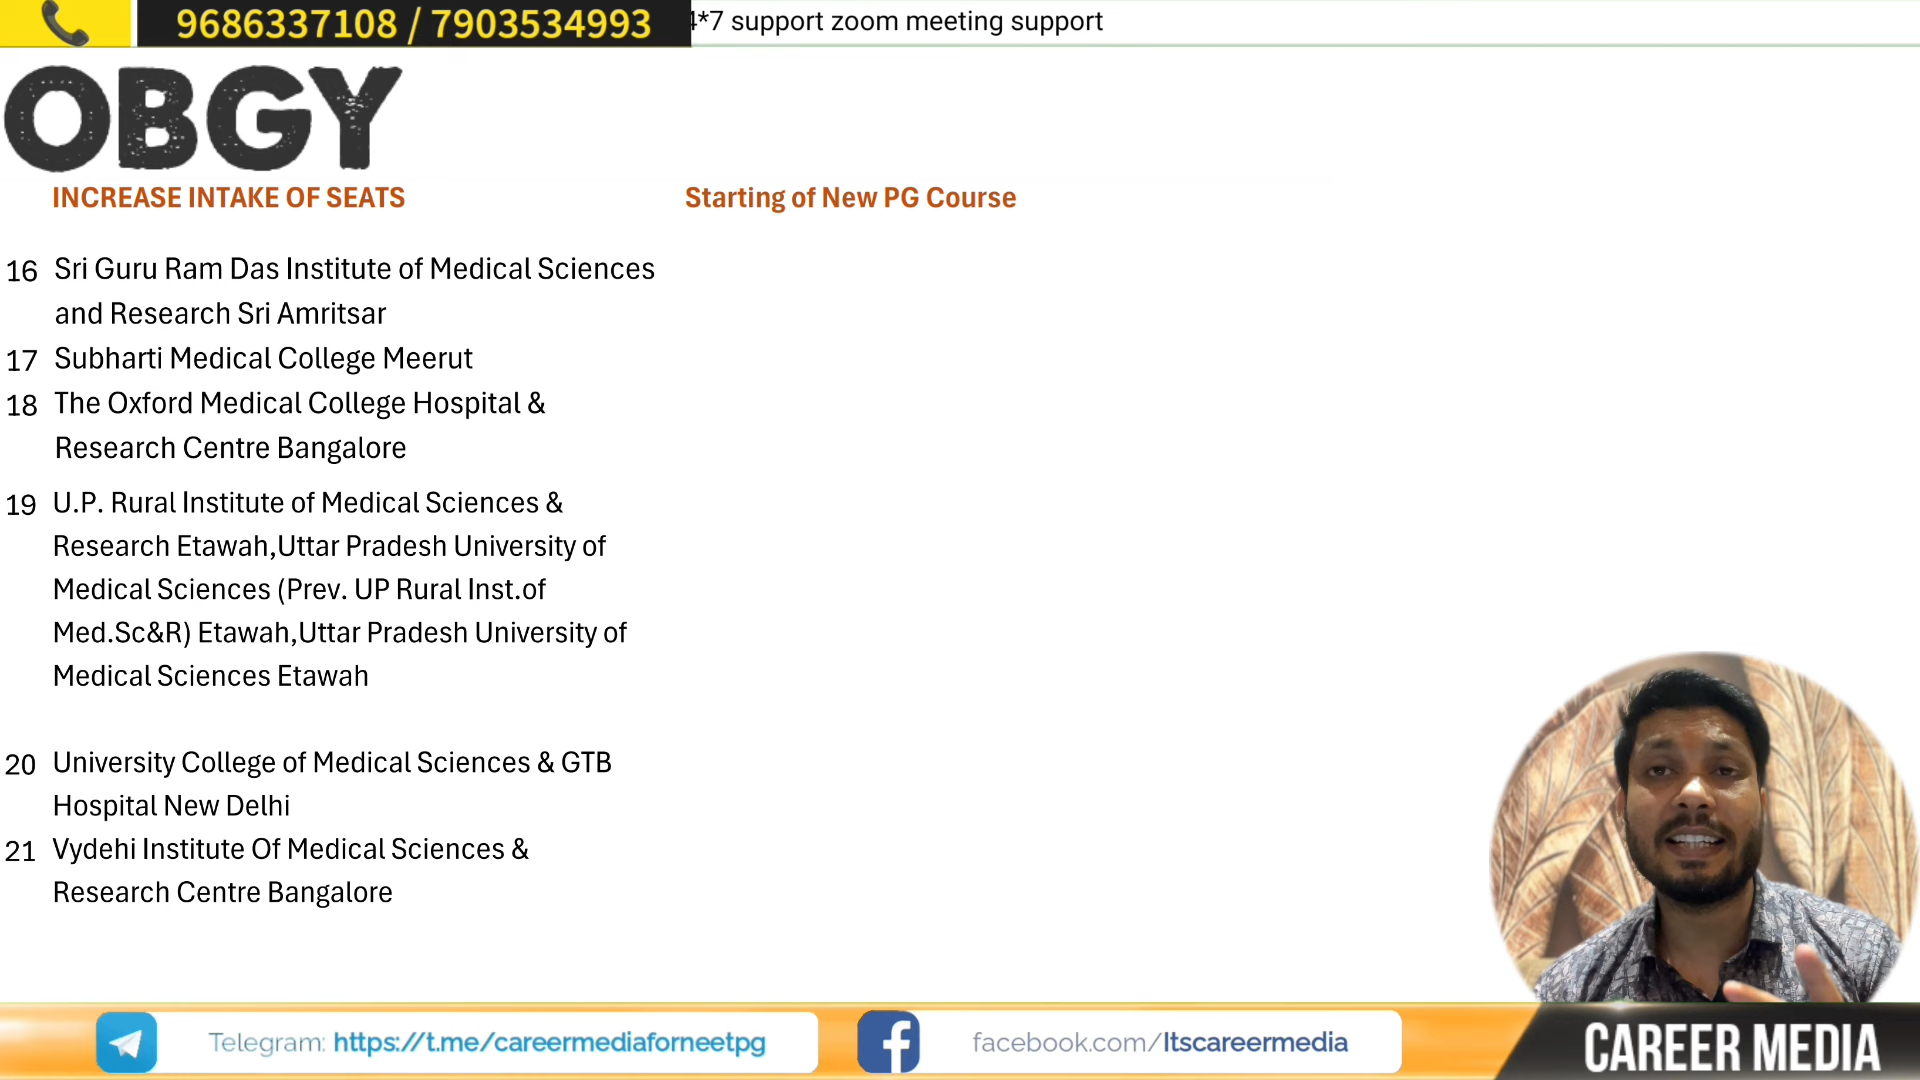 9686337108 / 7903534993
4*7 support zoom meeting support
OBGY
INCREASE INTAKE OF SEATS
Starting of New PG Course
16 Sri Guru Ram Das Institute of Medical Sciences
and Research Sri Amritsar
17 Subharti Medical College Meerut
18 The Oxford Medical College Hospital &
Research Centre Bangalore
19 U.P. Rural Institute of Medical Sciences &
Research Etawah,Uttar Pradesh University of
Medical Sciences (Prev. UP Rural Inst.of
Med.Sc&R) Etawah,Uttar Pradesh University of
Medical Sciences Etawah
20 University College of Medical Sciences & GTB
Hospital New Delhi
21 Vydehi Institute Of Medical Sciences &
Research Centre Bangalore
Telegram: https://t.me/careermediaforneetpg
facebook.com/Itscareermedia
CAREER MEDIA